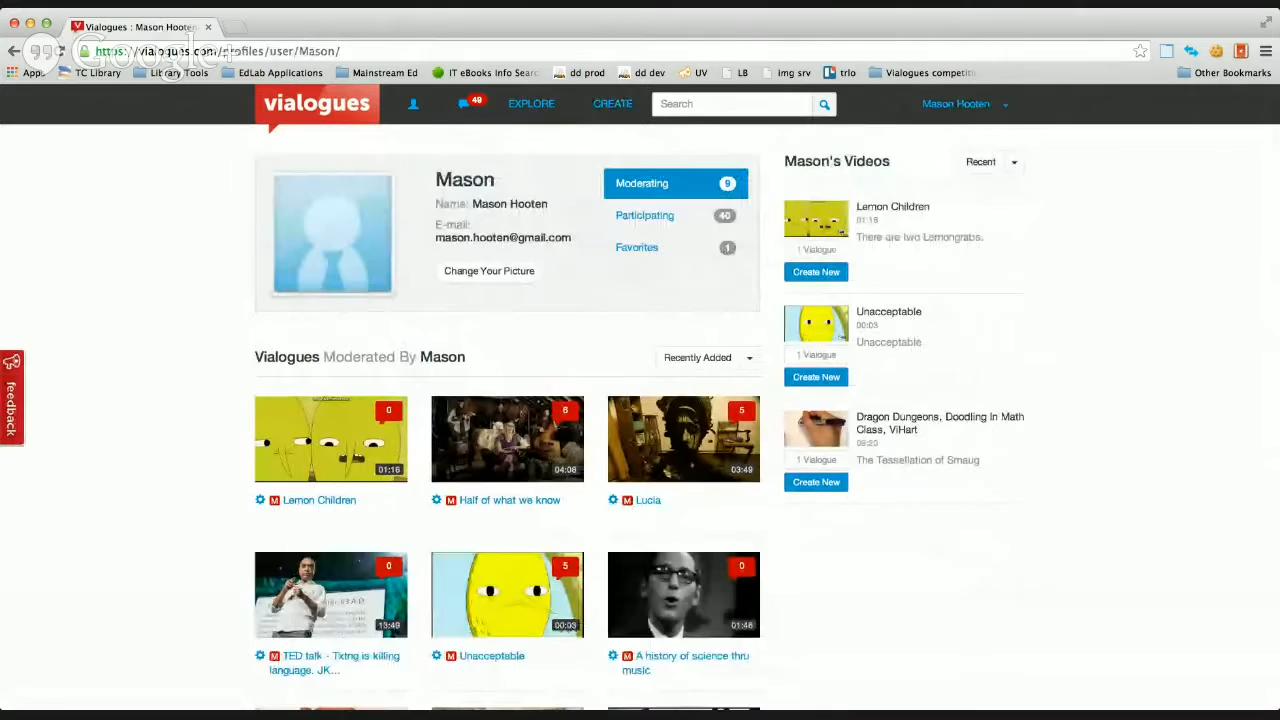 Vialogues : Mason Hooten
Google+
https://vialogues.com/profiles/user/Mason/
Apps TC Library Library Tools EdLab Applications Mainstream Ed IT eBooks Info Searc dd prod dd dev UV LB img srv trlo Vialogues competiti Other Bookmarks
vialogues 49 EXPLORE CREATE Search Mason Hooten
Mason
Name: Mason Hooten
E-mail:
mason.hooten@gmail.com
Change Your Picture
Moderating 9
Participating 40
Favorites 1
Mason's Videos Recent
Lemon Children
01:16
There are two Lemongrabs.
1 Vialogue
Create New
Unacceptable
00:03
Unacceptable
1 Vialogue
Create New
Dragon Dungeons, Doodling In Math
Class, ViHart
The Tessellation of Smaug
1 Vialogue
Create New
feedback
Vialogues Moderated By Mason Recently Added
0 6 5
01:16 04:08 03:49
M Lemon Children M Half of what we know M Lucia
0 5 0
13:49 00:03 01:46
M TED talk - Txtng is killing M Unacceptable M A history of science thru
language. JK... music